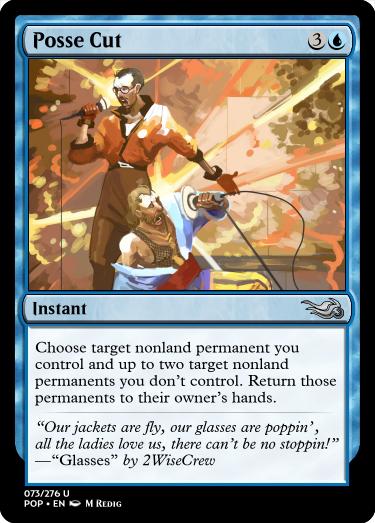 Posse Cut 3
Instant
Choose target nonland permanent you
control and up to two target nonland
permanents you don't control. Return those
permanents to their owner's hands.
"Our jackets are fly, our glasses are poppin',
all the ladies love us, there can't be no stoppin!"
—"Glasses" by 2WiseCrew
073/276 U
POP • EN M REDIG